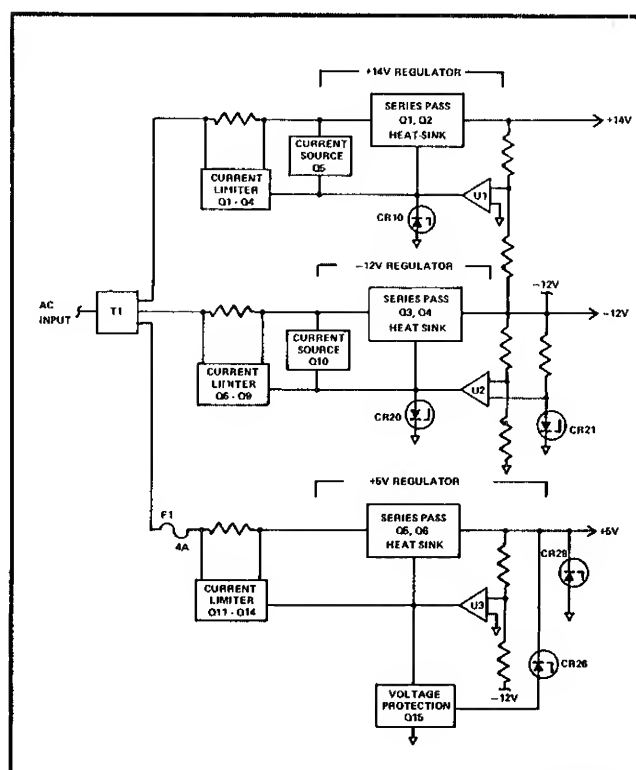 +14V REGULATOR
SERIES PASS
Q1, Q2
HEAT-SINK
+14V
CURRENT
SOURCE
Q5
CURRENT
LIMITER
Q1 - Q4
U1
CR10
-12V REGULATOR
-12V
SERIES PASS
Q3, Q4
HEAT SINK
-12V
AC
INPUT
T1
CURRENT
SOURCE
Q10
CURRENT
LIMITER
Q6 - Q9
U2
CR20
CR21
+5V REGULATOR
F1
4A
SERIES PASS
Q5, Q6
HEAT SINK
+5V
CR28
CURRENT
LIMITER
Q11 - Q14
U3
CR26
-12V
VOLTAGE
PROTECTION
Q15